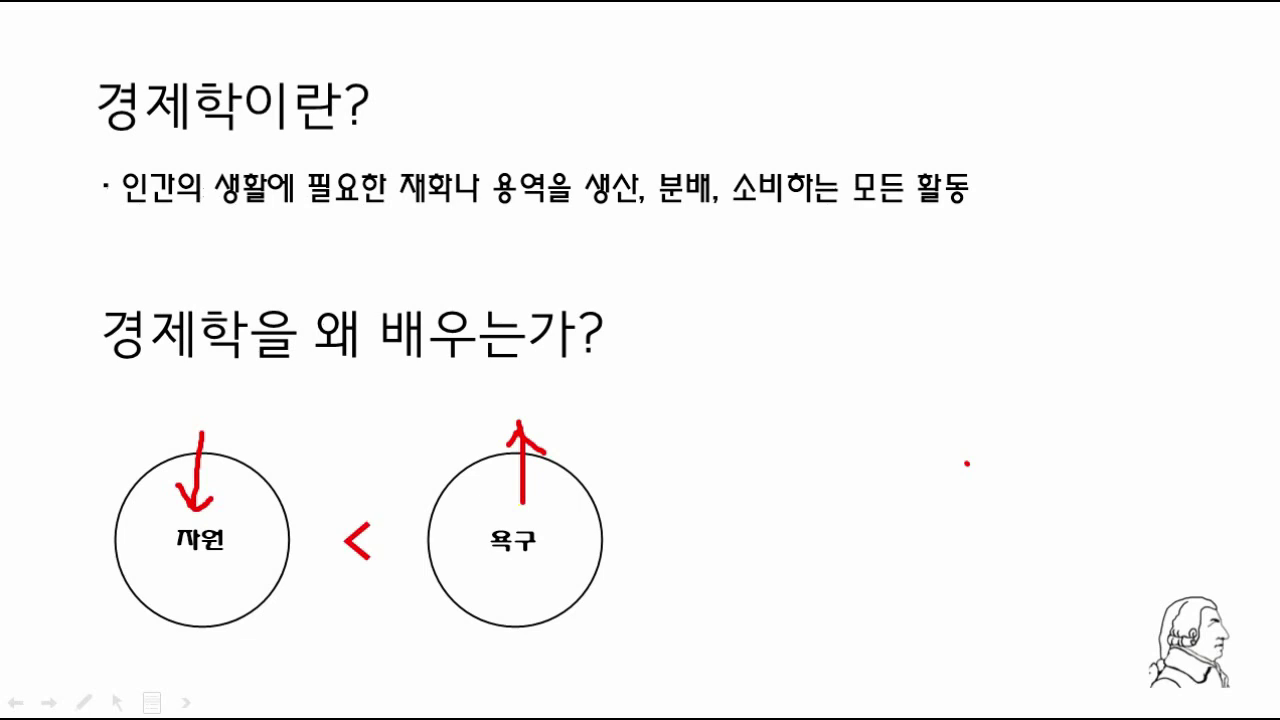 경제학이란?
· 인간의 생활에 필요한 재화나 용역을 생산, 분배, 소비하는 모든 활동
경제학을 왜 배우는가?
자원 < 욕구